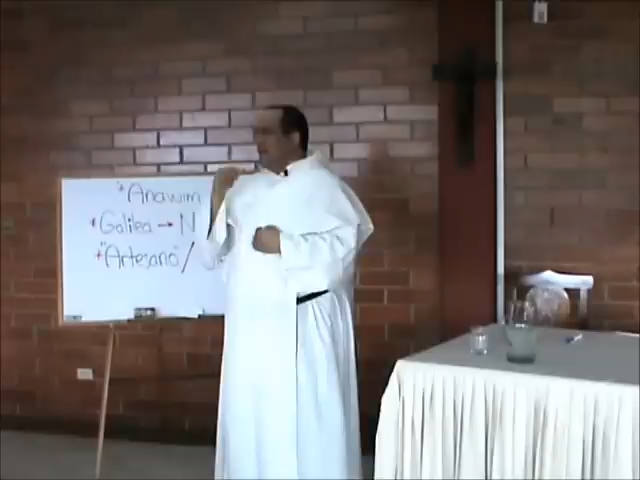 * Anawim
* Galilea → N
* "Artesano" /